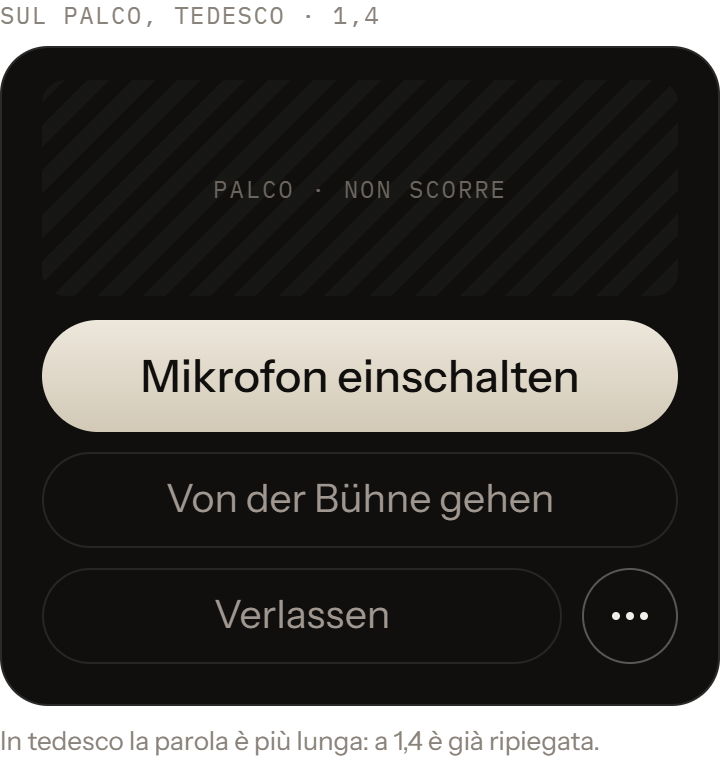 SUL PALCO, TEDESCO · 1,4
PALCO · NON SCORRE
Mikrofon einschalten
Von der Bühne gehen
Verlassen
In tedesco la parola è più lunga: a 1,4 è già ripiegata.